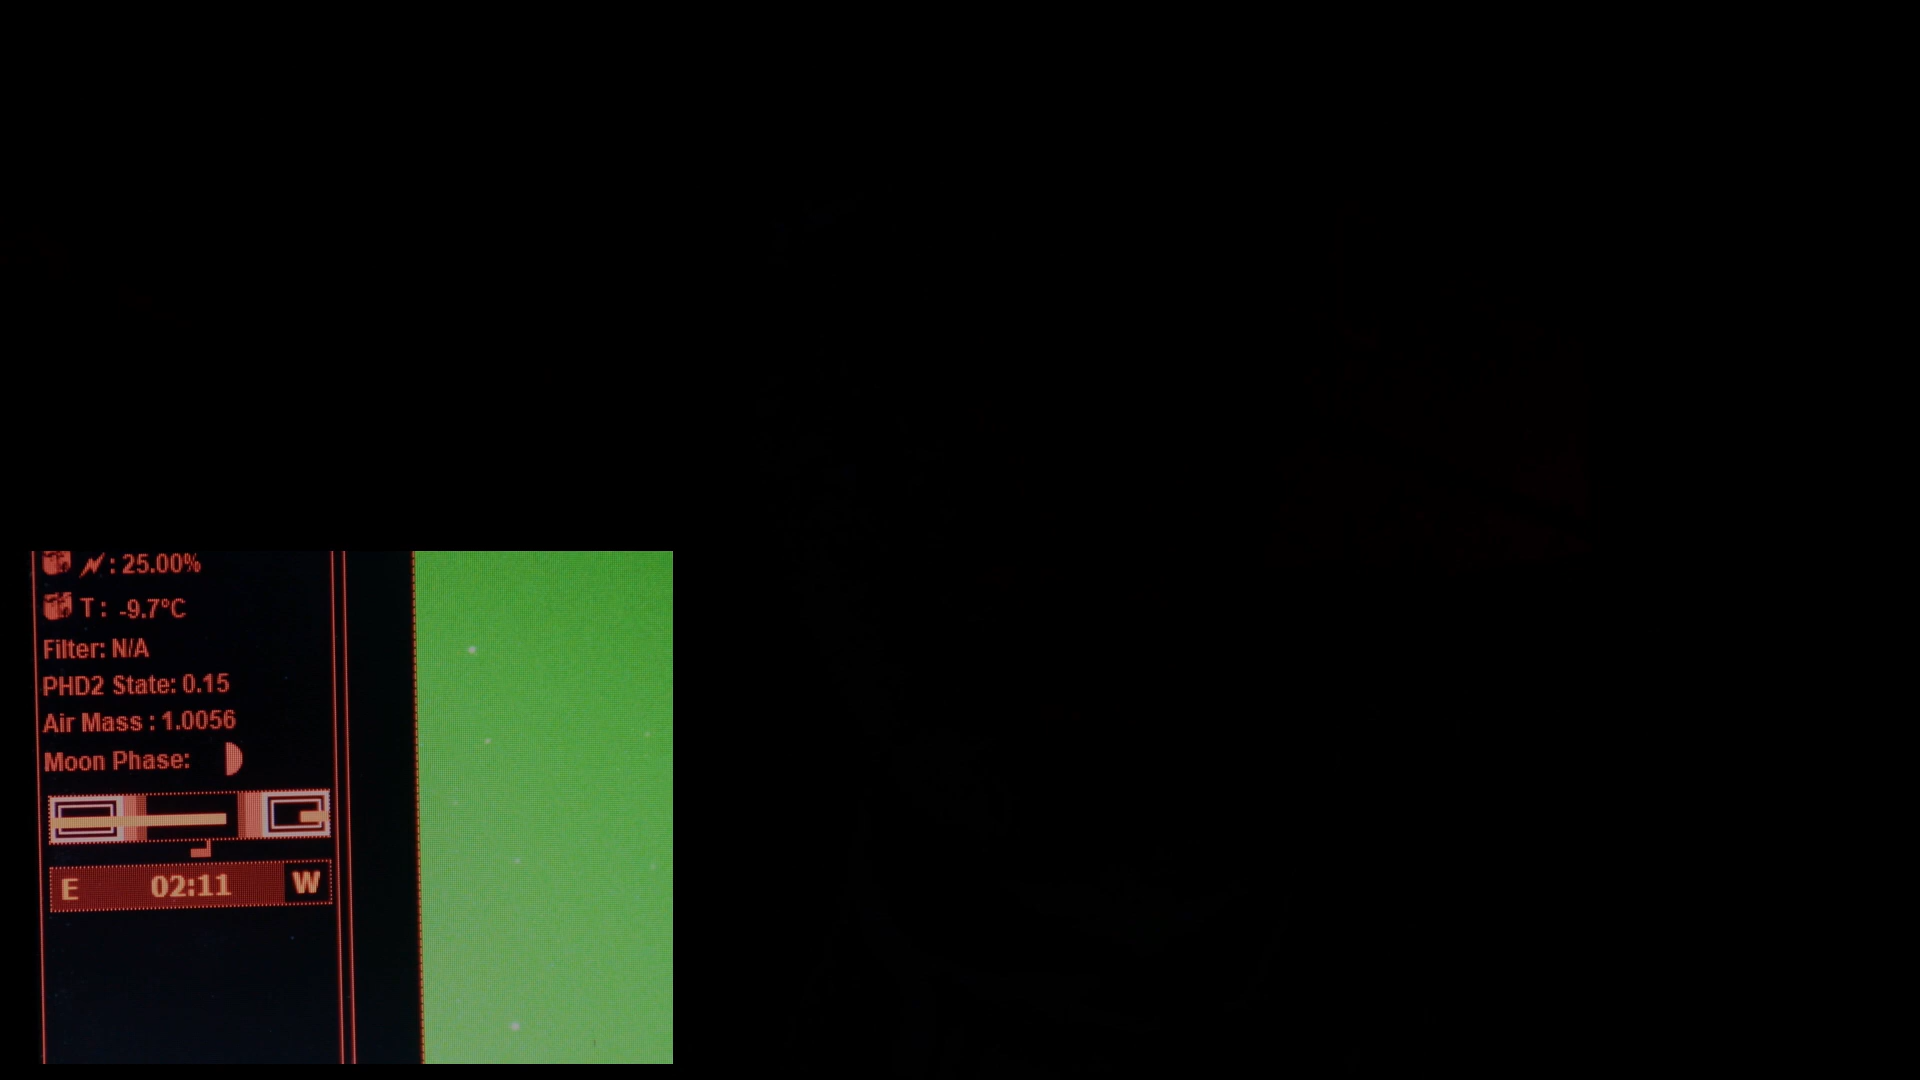 : 25.00%
T : -9.7°C
Filter: N/A
PHD2 State: 0.15
Air Mass : 1.0056
Moon Phase:
E 02:11 W